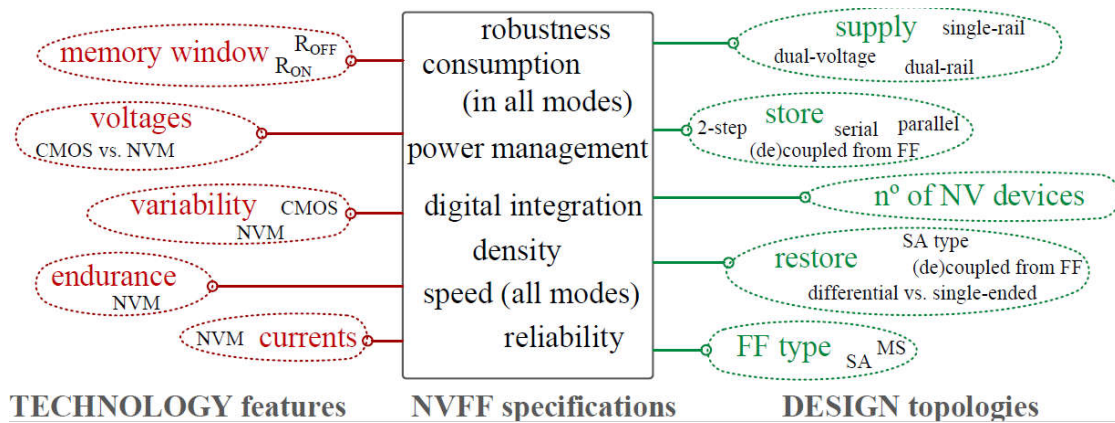 memory window
R_OFF
R_ON
voltages
CMOS vs. NVM
variability
CMOS
NVM
endurance
NVM
NVM
currents
TECHNOLOGY features
robustness
consumption
(in all modes)
power management
digital integration
density
speed (all modes)
reliability
NVFF specifications
supply
single-rail
dual-voltage
dual-rail
store
2-step
serial
parallel
(de)coupled from FF
nº of NV devices
restore
SA type
(de)coupled from FF
differential vs. single-ended
FF type
SA
MS
DESIGN topologies